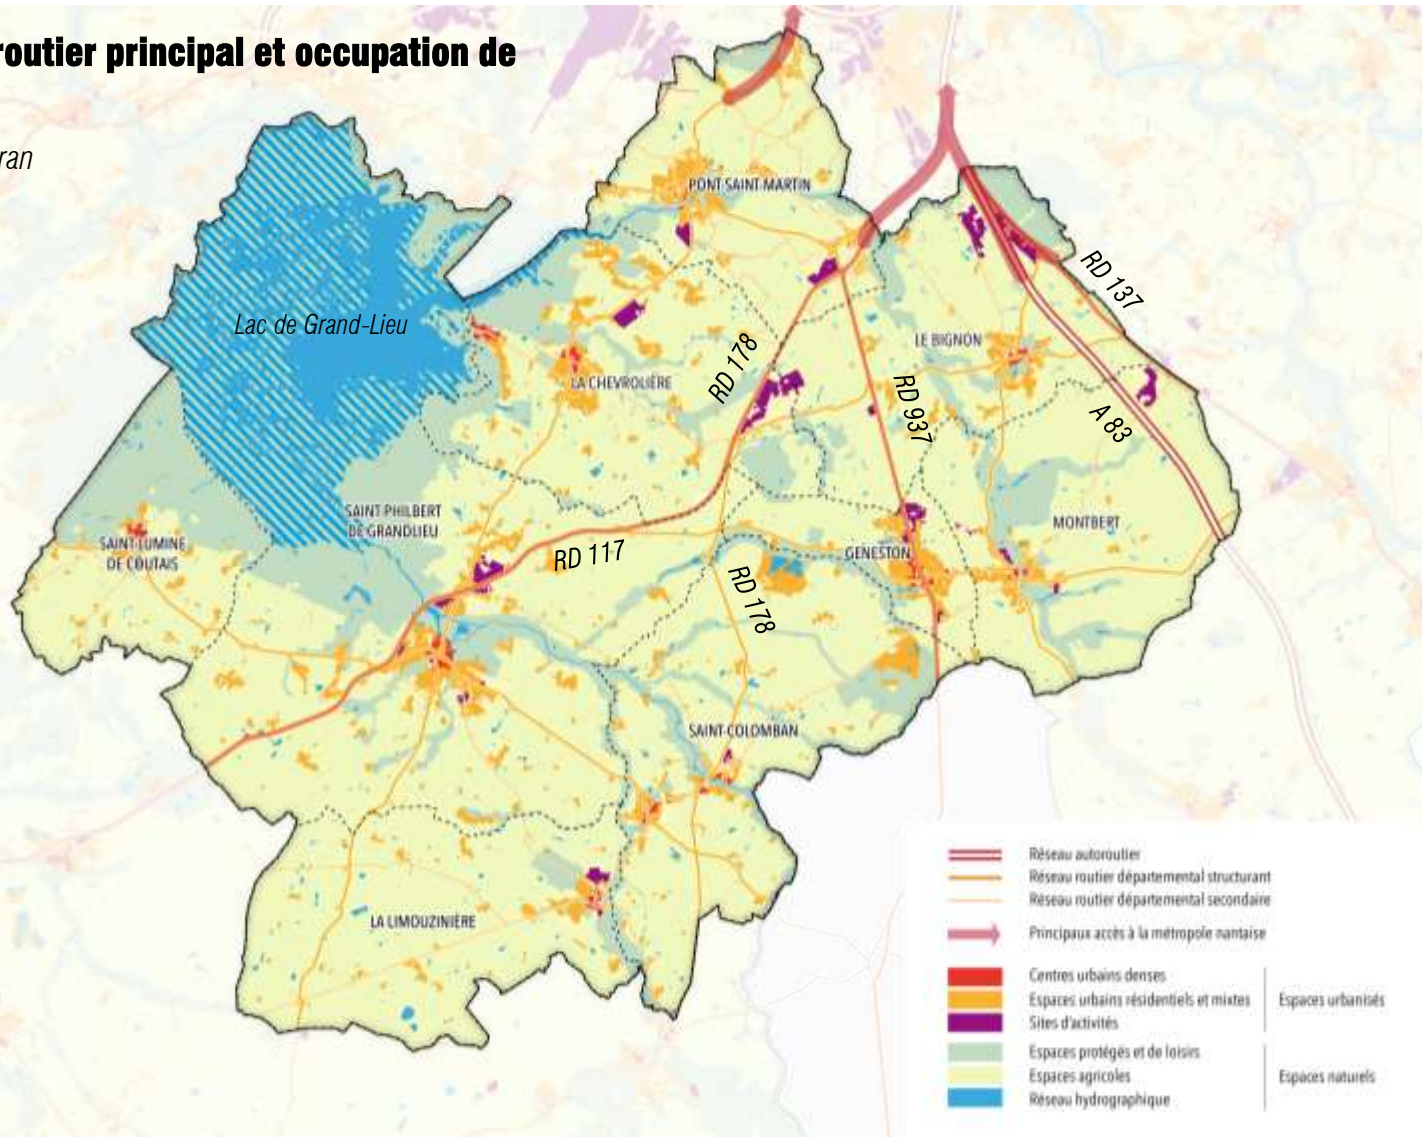 routier principal et occupation de
ran
PONT-SAINT-MARTIN
RD 137
Lac de Grand-Lieu
LE BIGNON
RD 178
LA CHEVROLIÈRE
RD 937
A 83
SAINT-PHILBERT
DE GRANDLIEU
MONTBERT
SAINT-LUMINE
DE COUTAIS
RD 117
GENESTON
RD 178
SAINT-COLOMBAN
LA LIMOUZINIÈRE
Réseau autoroutier
Réseau routier départemental structurant
Réseau routier départemental secondaire
Principaux accès à la métropole nantaise
Centres urbains denses
Espaces urbains résidentiels et mixtes
Espaces urbanisés
Sites d'activités
Espaces protégés et de loisirs
Espaces agricoles
Espaces naturels
Réseau hydrographique